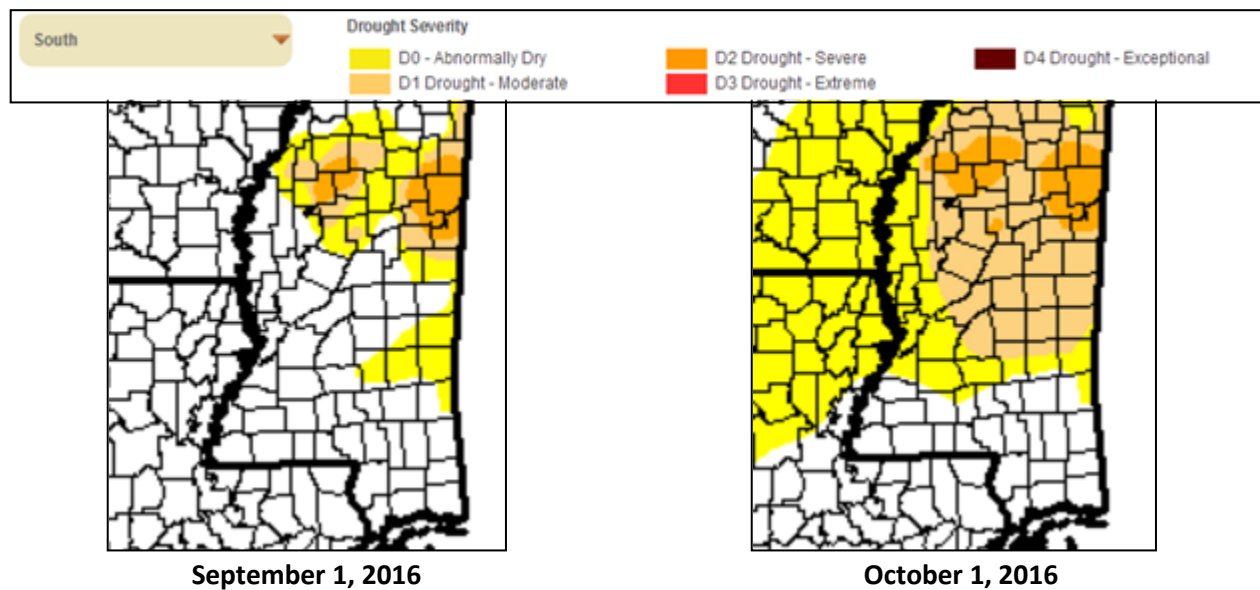 South
Drought Severity
D0 - Abnormally Dry
D2 Drought - Severe
D4 Drought - Exceptional
D1 Drought - Moderate
D3 Drought - Extreme
September 1, 2016
October 1, 2016